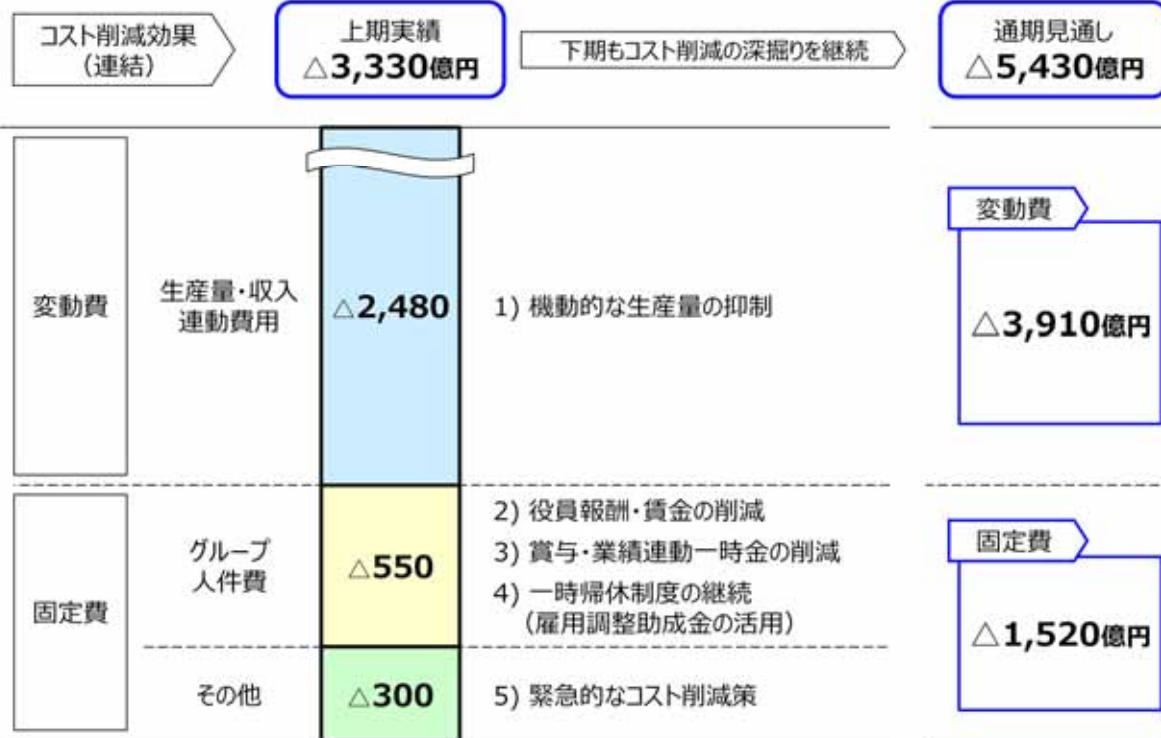 コスト削減効果
（連結）
上期実績
△3,330億円
下期もコスト削減の深掘りを継続
通期見通し
△5,430億円
変動費
生産量・収入
連動費用
△2,480
1) 機動的な生産量の抑制
変動費
△3,910億円
固定費
グループ
人件費
△550
2) 役員報酬・賃金の削減
3) 賞与・業績連動一時金の削減
4) 一時帰休制度の継続
（雇用調整助成金の活用）
その他
△300
5) 緊急的なコスト削減策
固定費
△1,520億円